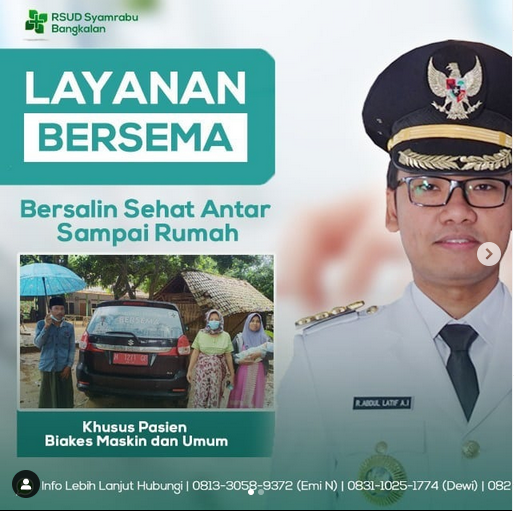 RSUD Syamrabu
Bangkalan
LAYANAN
BERSEMA
Bersalin Sehat Antar
Sampai Rumah
BERSEMA
R.ABDUL LATIF A.I
Khusus Pasien
Biakes Maskin dan Umum
Info Lebih Lanjut Hubungi | 0813-3058-9372 (Emi N) | 0831-1025-1774 (Dewi) | 082